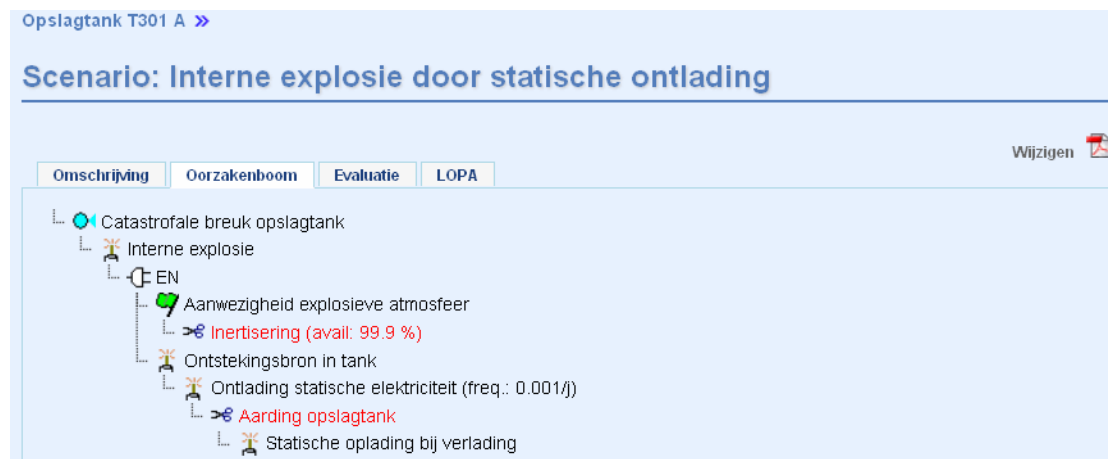 Opslagtank T301 A »
Scenario: Interne explosie door statische ontlading
Wijzigen
Omschrijving Oorzakenboom Evaluatie LOPA
Catastrofale breuk opslagtank
Interne explosie
EN
Aanwezigheid explosieve atmosfeer
Inertisering (avail: 99.9 %)
Ontstekingsbron in tank
Ontlading statische elektriciteit (freq.: 0.001/j)
Aarding opslagtank
Statische oplading bij verlading